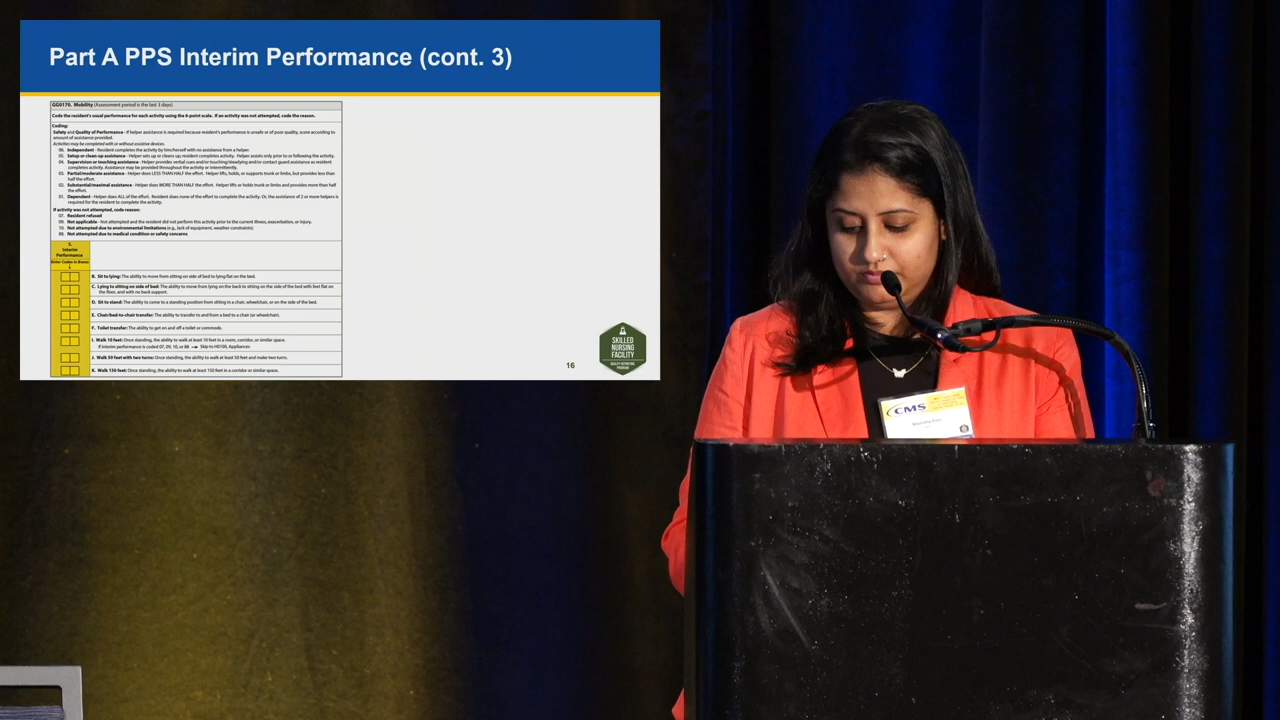 Part A PPS Interim Performance (cont. 3)
GG0170. Mobility (Assessment period is the last 3 days)
Code the resident's usual performance for each activity using the 6-point scale. If an activity was not attempted, code the reason.
Coding:
Safety and Quality of Performance - If helper assistance is required because resident's performance is unsafe or of poor quality, score according to
amount of assistance provided.
Activities may be completed with or without assistive devices.
06. Independent - Resident completes the activity by him/herself with no assistance from a helper.
05. Setup or clean-up assistance - Helper sets up or cleans up; resident completes activity. Helper assists only prior to or following the activity.
04. Supervision or touching assistance - Helper provides verbal cues and/or touching/steadying and/or contact guard assistance as resident
completes activity. Assistance may be provided throughout the activity or intermittently.
03. Partial/moderate assistance - Helper does LESS THAN HALF the effort. Helper lifts, holds, or supports trunk or limbs, but provides less than
half the effort.
02. Substantial/maximal assistance - Helper does MORE THAN HALF the effort. Helper lifts or holds trunk or limbs and provides more than half
the effort.
01. Dependent - Helper does ALL of the effort. Resident does none of the effort to complete the activity. Or, the assistance of 2 or more helpers is
required for the resident to complete the activity.
If activity was not attempted, code reason:
07. Resident refused
09. Not applicable - Not attempted and the resident did not perform this activity prior to the current illness, exacerbation, or injury.
10. Not attempted due to environmental limitations (e.g., lack of equipment, weather constraints)
88. Not attempted due to medical condition or safety concerns
5.
Interim
Performance
Enter Codes in Boxes
B. Sit to lying: The ability to move from sitting on side of bed to lying flat on the bed.
C. Lying to sitting on side of bed: The ability to move from lying on the back to sitting on the side of the bed with feet flat on
the floor, and with no back support.
D. Sit to stand: The ability to come to a standing position from sitting in a chair, wheelchair, or on the side of the bed.
E. Chair/bed-to-chair transfer: The ability to transfer to and from a bed to a chair (or wheelchair).
F. Toilet transfer: The ability to get on and off a toilet or commode.
I. Walk 10 feet: Once standing, the ability to walk at least 10 feet in a room, corridor, or similar space.
If interim performance is coded 07, 09, 10, or 88 → Skip to H0100, Appliances
J. Walk 50 feet with two turns: Once standing, the ability to walk at least 50 feet and make two turns.
K. Walk 150 feet: Once standing, the ability to walk at least 150 feet in a corridor or similar space.
16
SKILLED
NURSING
FACILITY
QUALITY REPORTING
PROGRAM
CMS